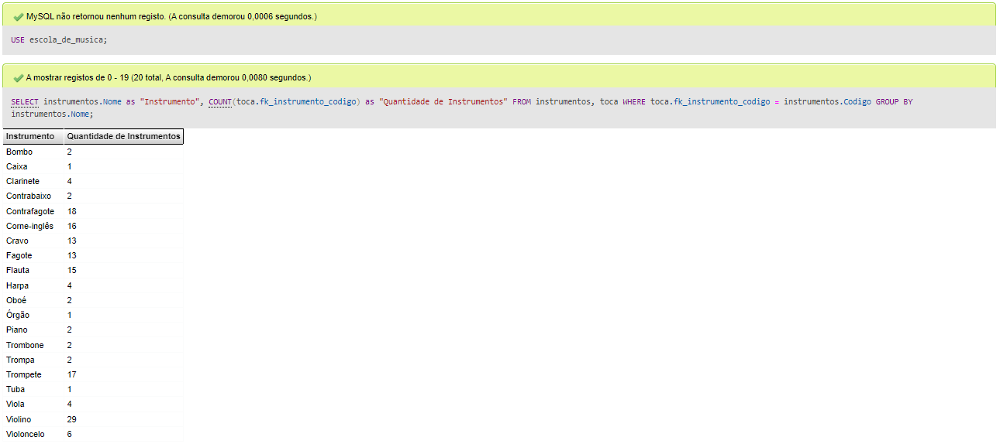 MySQL não retornou nenhum registo. (A consulta demorou 0,0006 segundos.)
USE escola_de_musica;
A mostrar registos de 0 - 19 (20 total, A consulta demorou 0,0080 segundos.)
SELECT instrumentos.Nome as "Instrumento", COUNT(toca.fk_instrumento_codigo) as "Quantidade de Instrumentos" FROM instrumentos, toca WHERE toca.fk_instrumento_codigo = instrumentos.Codigo GROUP BY
instrumentos.Nome;
Instrumento Quantidade de Instrumentos
Bombo 2
Caixa 1
Clarinete 4
Contrabaixo 2
Contrafagote 18
Corne-inglês 16
Cravo 13
Fagote 13
Flauta 15
Harpa 4
Oboé 2
Órgão 1
Piano 2
Trombone 2
Trompa 2
Trompete 17
Tuba 1
Viola 4
Violino 29
Violoncelo 6